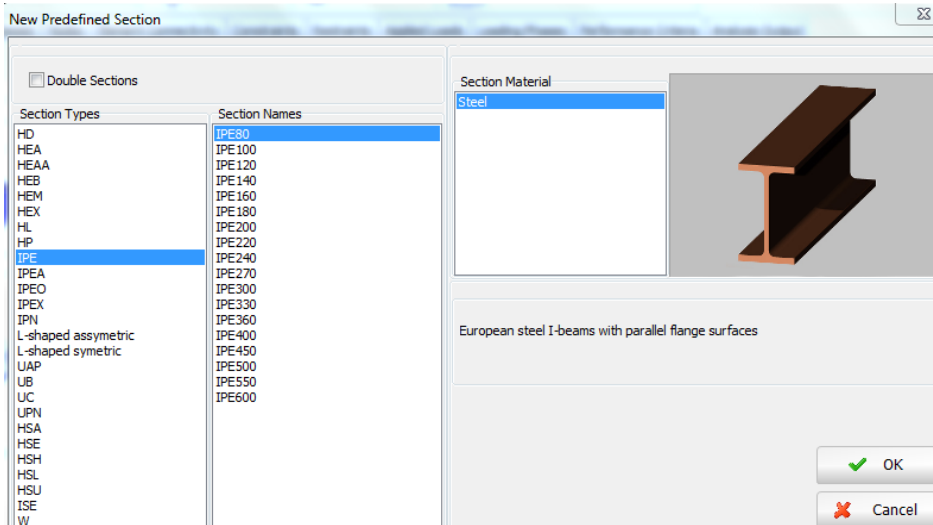 New Predefined Section
Double Sections
Section Types
HD
HEA
HEAA
HEB
HEM
HEX
HL
HP
IPE
IPEA
IPEO
IPEX
IPN
L-shaped assymetric
L-shaped symetric
UAP
UB
UC
UPN
HSA
HSE
HSH
HSL
HSU
ISE
W
Section Names
IPE80
IPE100
IPE120
IPE140
IPE160
IPE180
IPE200
IPE220
IPE240
IPE270
IPE300
IPE330
IPE360
IPE400
IPE450
IPE500
IPE550
IPE600
Section Material
Steel
European steel I-beams with parallel flange surfaces
OK
Cancel